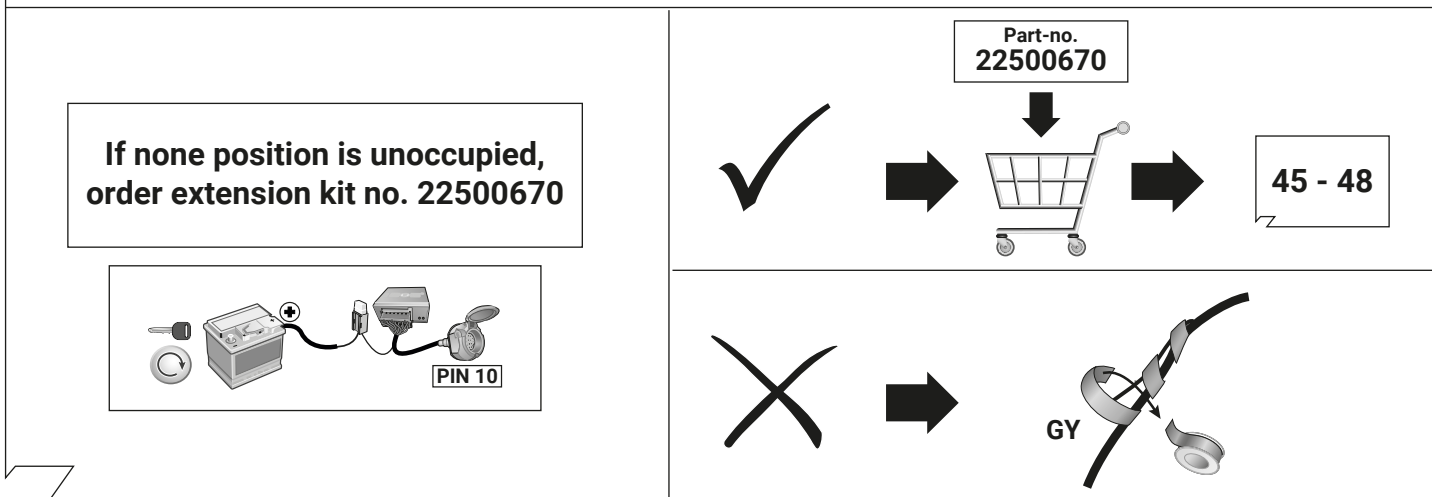 If none position is unoccupied,
order extension kit no. 22500670
PIN 10
Part-no.
22500670
45 - 48
GY